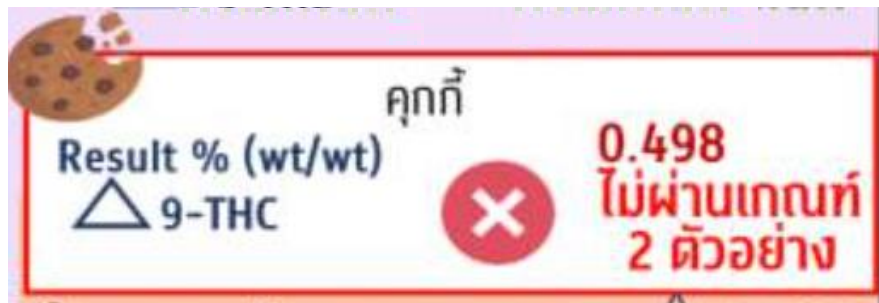 คุกกี้
Result % (wt/wt)
△ 9-THC
0.498
ไม่ผ่านเกณฑ์
2 ตัวอย่าง